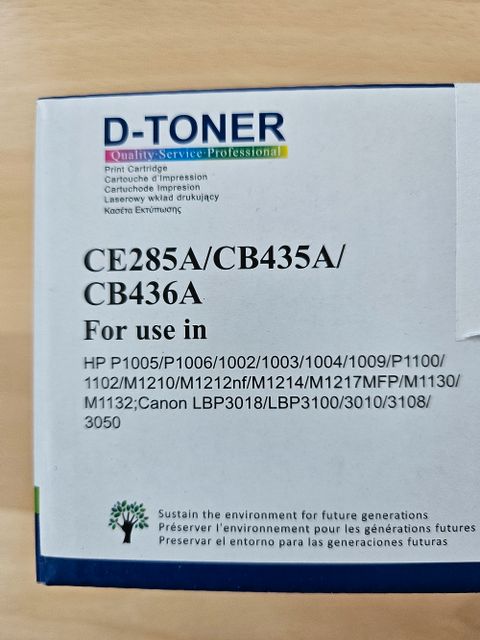 D-TONER
Quality·Service·Professional
Print Cartridge
Cartouche d'Impression
Cartuchode Impresion
Laserowy wkład drukujący
Κασέτα Εκτύπωσης
CE285A/CB435A/
CB436A
For use in
HP P1005/P1006/1002/1003/1004/1009/P1100/
1102/M1210/M1212nf/M1214/M1217MFP/M1130/
M1132;Canon LBP3018/LBP3100/3010/3108/
3050
Sustain the environment for future generations
Préserver l'environnement pour les générations futures
Preservar el entorno para las generaciones futuras